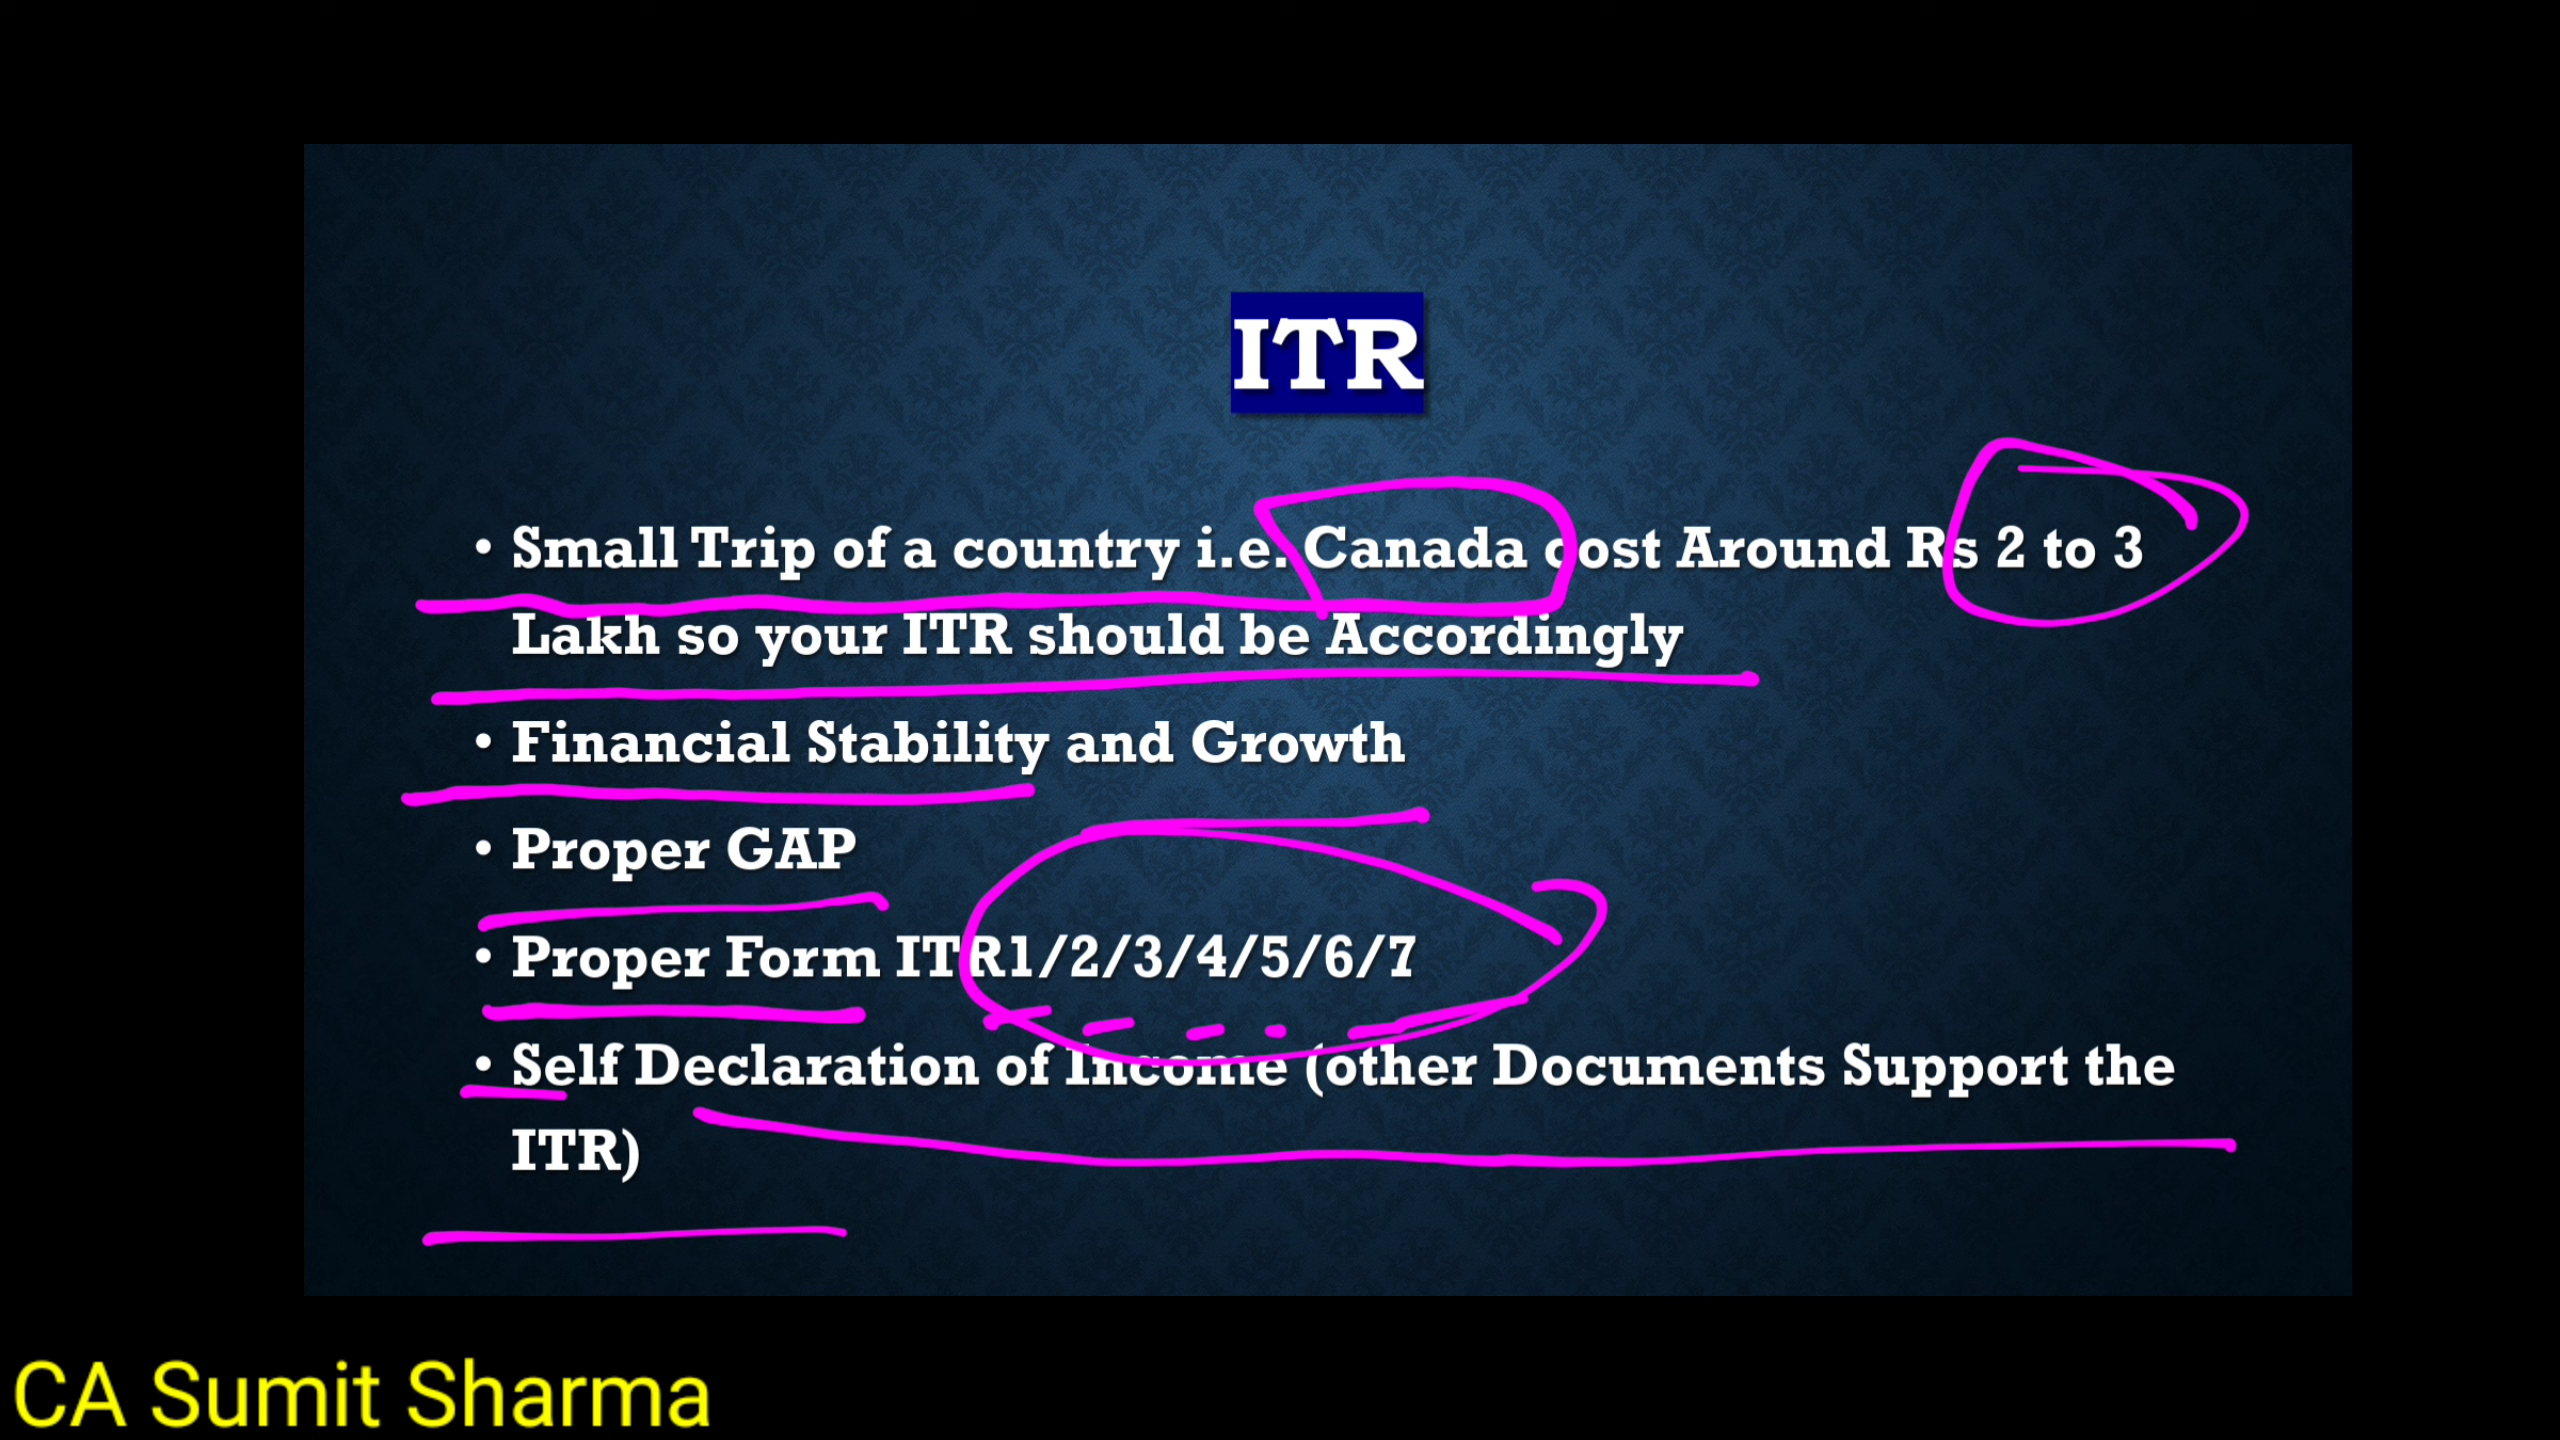 ITR
• Small Trip of a country i.e. Canada cost Around Rs 2 to 3
Lakh so your ITR should be Accordingly
• Financial Stability and Growth
• Proper GAP
• Proper Form ITR1/2/3/4/5/6/7
• Self Declaration of Income (other Documents Support the
ITR)
CA Sumit Sharma